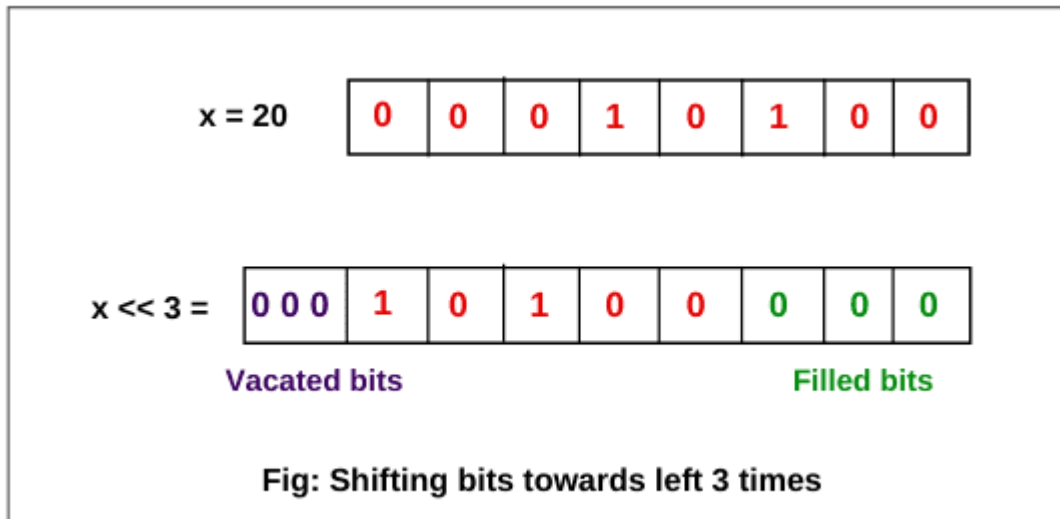 x = 20 0 0 0 1 0 1 0 0
x << 3 = 0 0 0 1 0 1 0 0 0 0 0
Vacated bits Filled bits
Fig: Shifting bits towards left 3 times